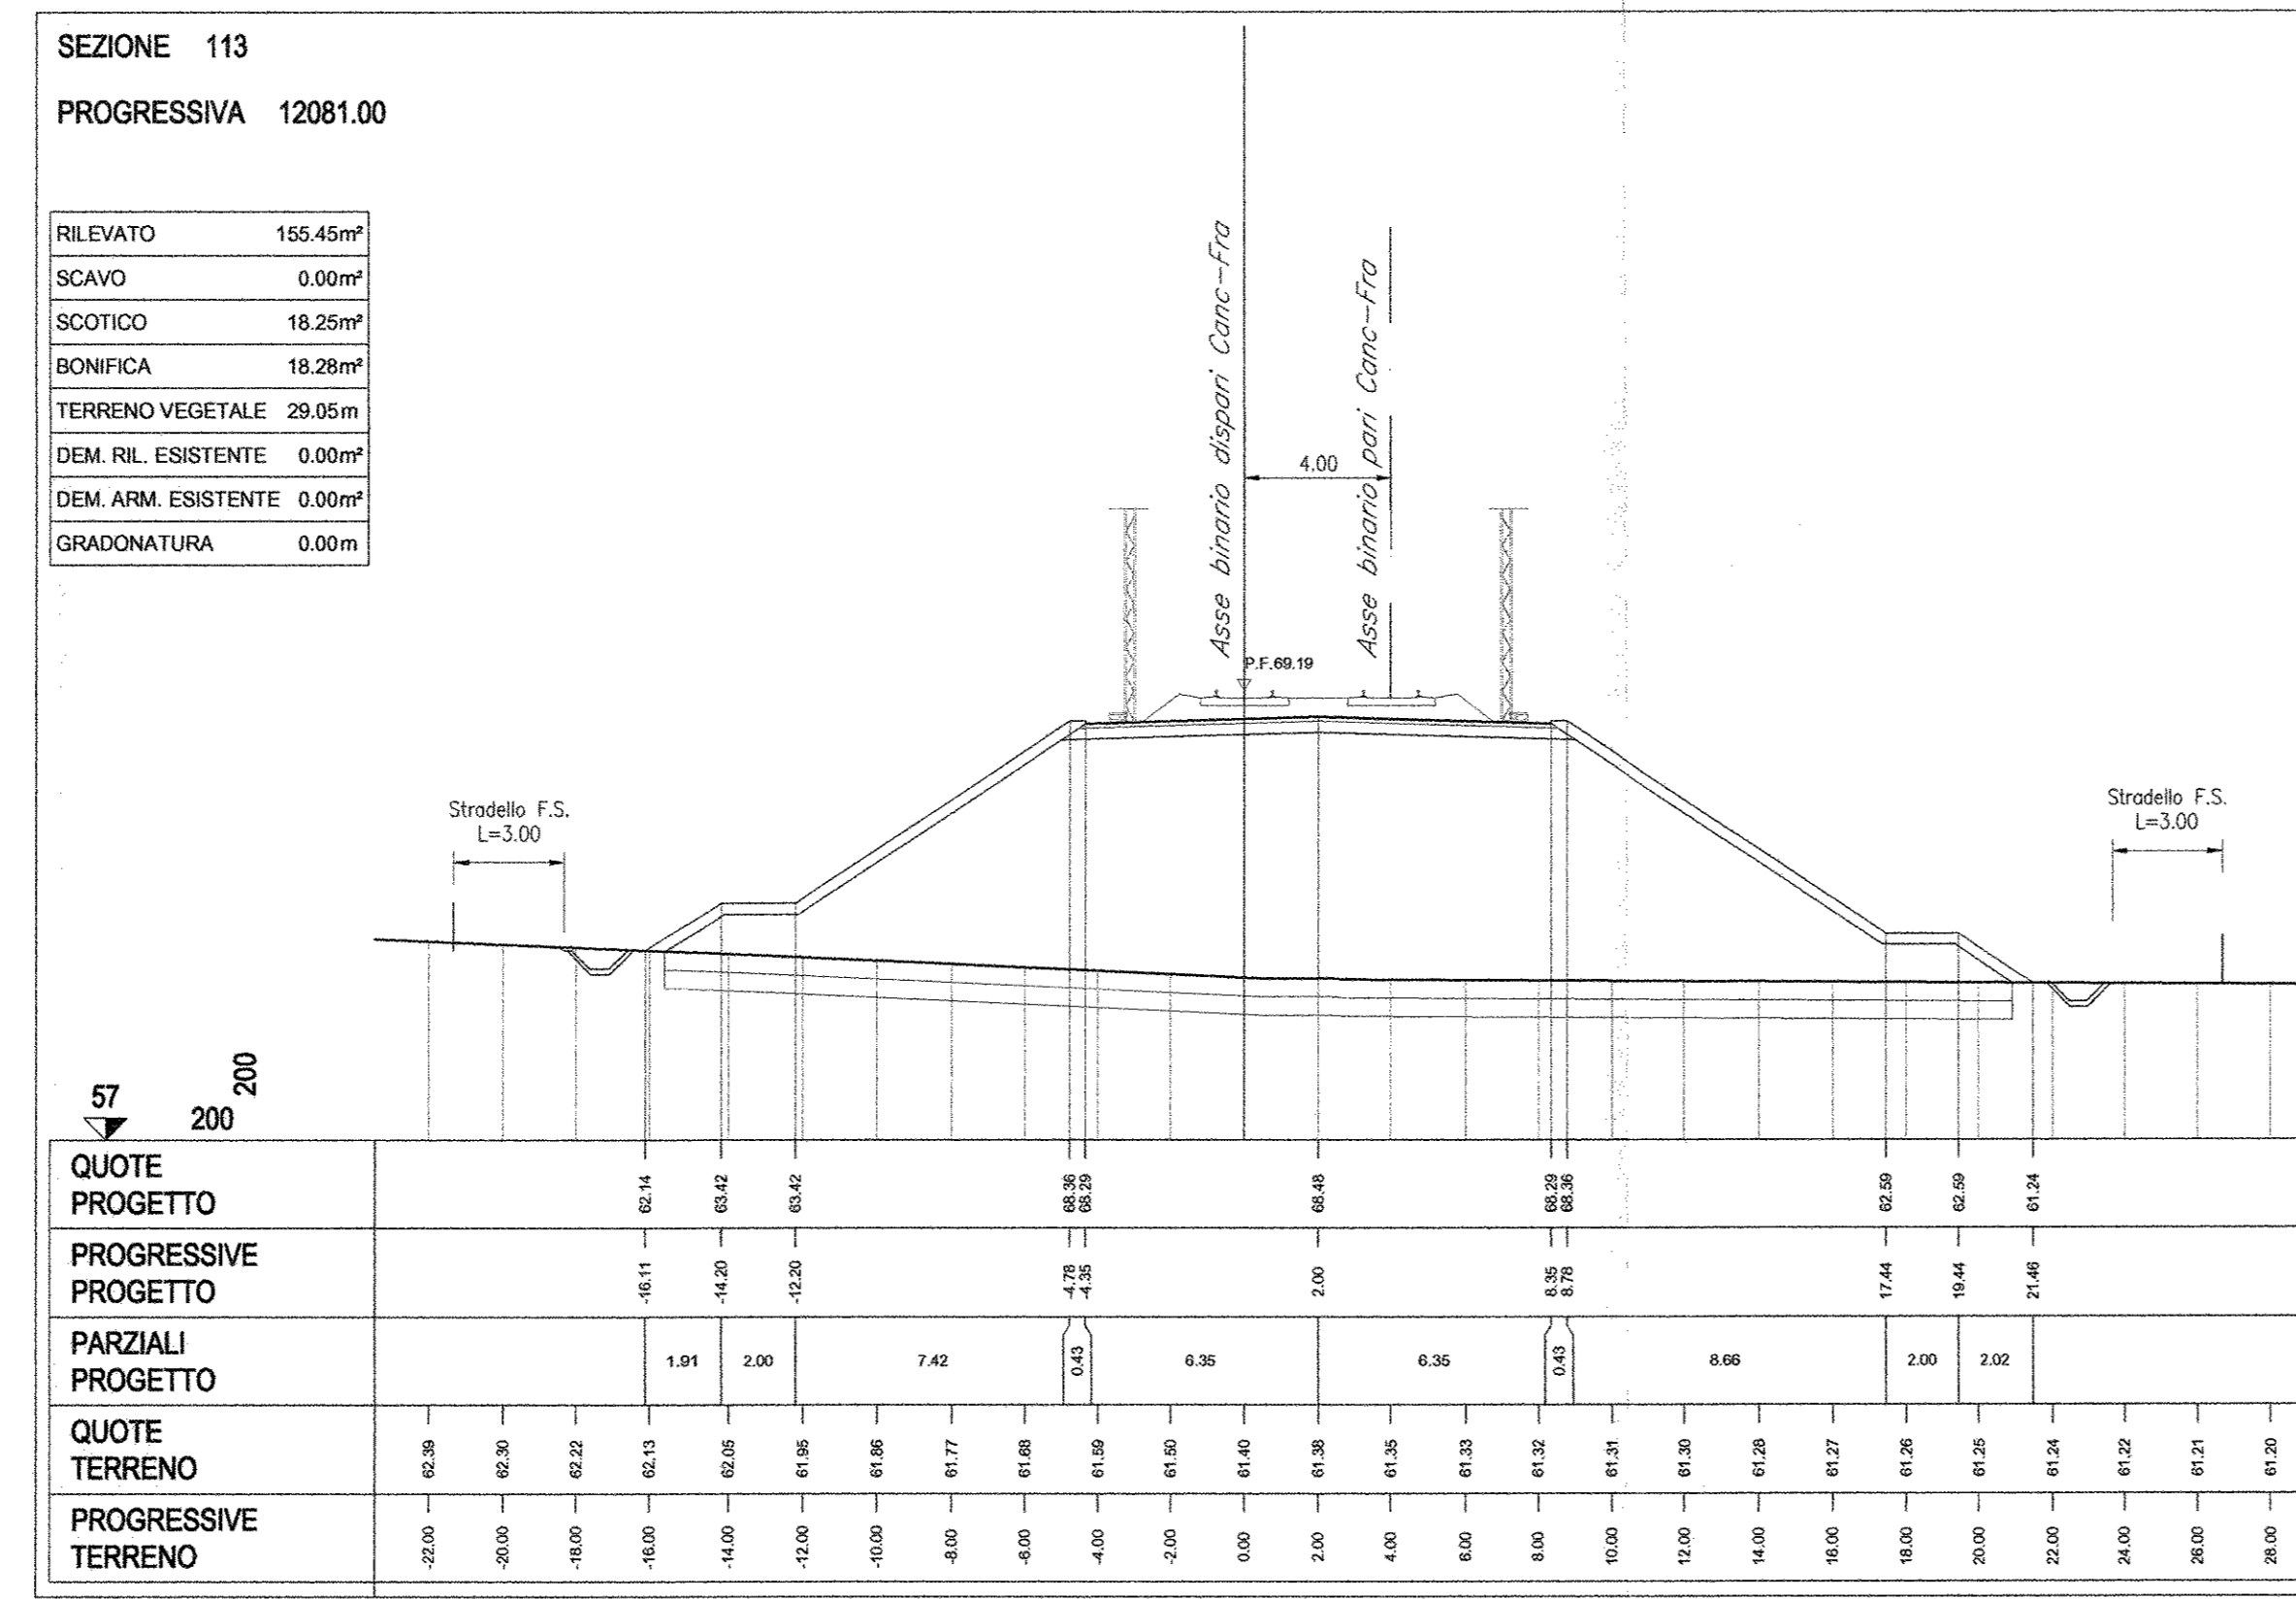 SEZIONE 113
PROGRESSIVA 12081.00
RILEVATO 155.45m²
SCAVO 0.00m²
SCOTICO 18.25m²
BONIFICA 18.28m²
TERRENO VEGETALE 29.05m
DEM. RIL. ESISTENTE 0.00m²
DEM. ARM. ESISTENTE 0.00m²
GRADONATURA 0.00m
Asse binario dispari Canc-Fra
Asse binario pari Canc-Fra
4.00
P.F.69.19
Stradello F.S.
L=3.00
Stradello F.S.
L=3.00
57
200
200
QUOTE
PROGETTO
62.14 63.42 63.42 68.36 68.29 68.48 68.29 68.36 62.59 62.59 61.24
PROGRESSIVE
PROGETTO
-16.11 -14.20 -12.20 -4.78 -4.35 2.00 8.35 8.78 17.44 19.44 21.46
PARZIALI
PROGETTO
1.91 2.00 7.42 0.43 6.35 6.35 0.43 8.66 2.00 2.02
QUOTE
TERRENO
62.39 62.30 62.22 62.13 62.05 61.95 61.86 61.77 61.68 61.59 61.50 61.40 61.38 61.35 61.33 61.32 61.31 61.30 61.28 61.27 61.26 61.25 61.24 61.22 61.21 61.20
PROGRESSIVE
TERRENO
-22.00 -20.00 -18.00 -16.00 -14.00 -12.00 -10.00 -8.00 -6.00 -4.00 -2.00 0.00 2.00 4.00 6.00 8.00 10.00 12.00 14.00 16.00 18.00 20.00 22.00 24.00 26.00 28.00